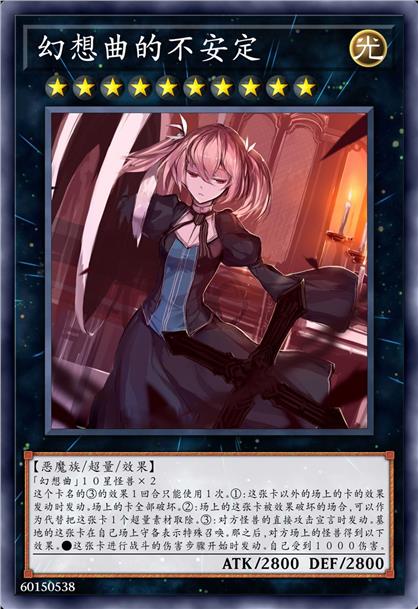 幻想曲的不安定
光
【恶魔族/超量/效果】
「幻想曲」10星怪兽×2
这个卡名的③的效果1回合只能使用1次。①:这张卡以外的场上的卡的效果
发动时发动。场上的卡全部破坏。②:场上的这张卡被效果破坏的场合,可以作
为代替把这张卡1个超量素材取除。③:对方怪兽的直接攻击宣言时发动。墓
地的这张卡在自己场上守备表示特殊召唤。那之后,对方场上的怪兽得到以下
效果。●这张卡进行战斗的伤害步骤开始时发动。自己受到1000伤害。
ATK/2800 DEF/2800
60150538